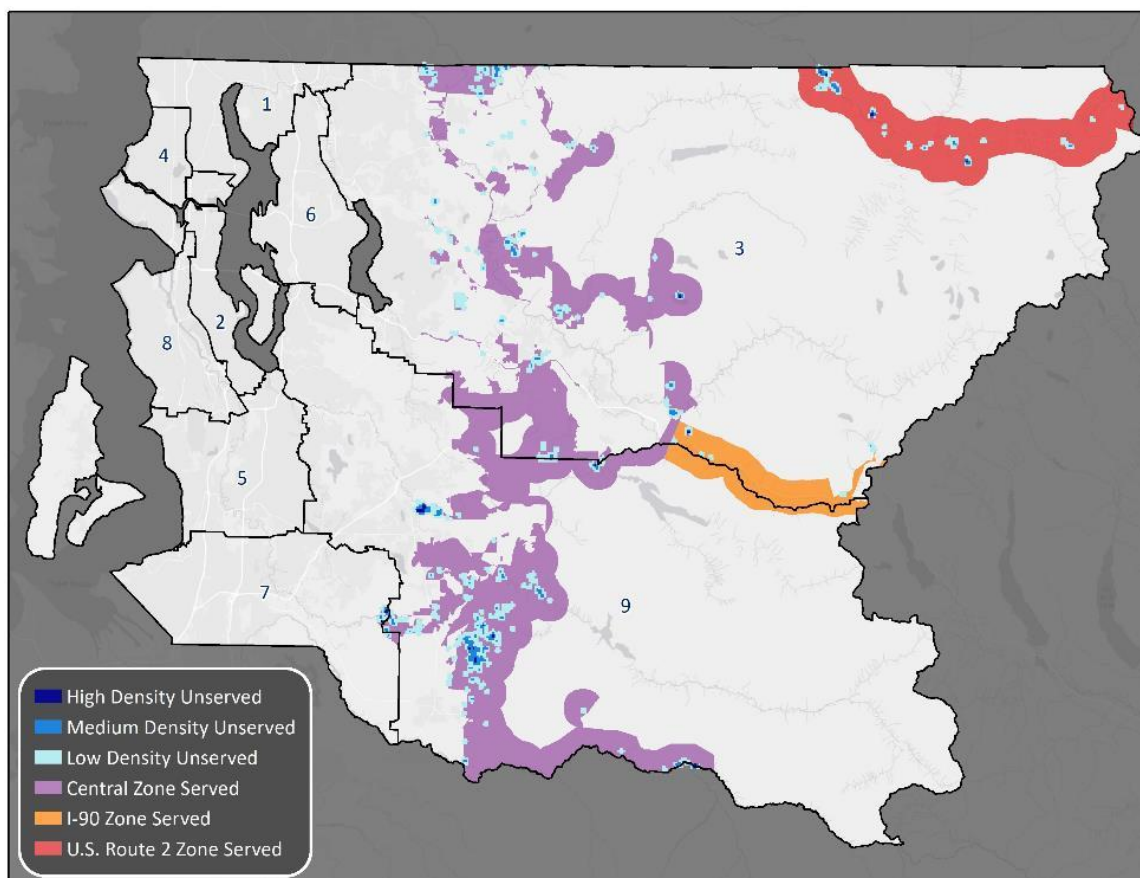 1
4
6
3
2
8
5
7
9
High Density Unserved
Medium Density Unserved
Low Density Unserved
Central Zone Served
I-90 Zone Served
U.S. Route 2 Zone Served